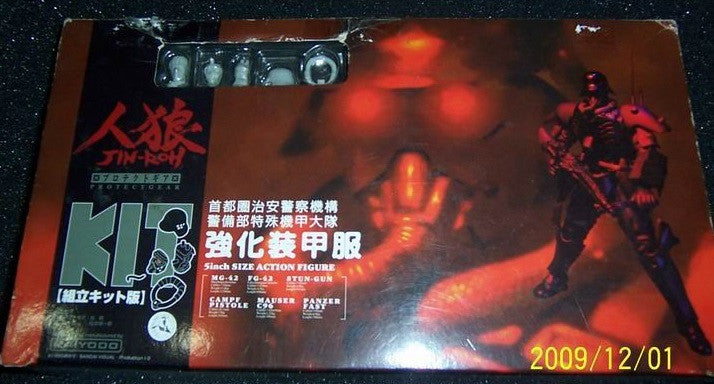 人狼
JIN-ROH
プロテクトギア
PROTECTGEAR
KIT
【組立キット版】
首都圏治安警察機構
警備部特殊機甲大隊
強化装甲服
5inch SIZE ACTION FIGURE
MG-42 FG-42 STUN-GUN
CAMPF PISTOLE MAUSER C96 PANZER FAST
KAIYODO
2009/12/01